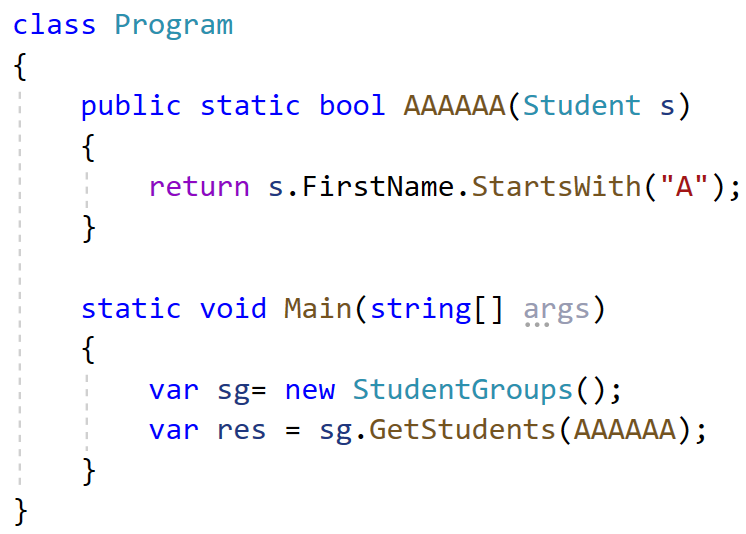 class Program
{
public static bool AAAAAA(Student s)
{
return s.FirstName.StartsWith("A");
}
static void Main(string[] args)
{
var sg= new StudentGroups();
var res = sg.GetStudents(AAAAAA);
}
}